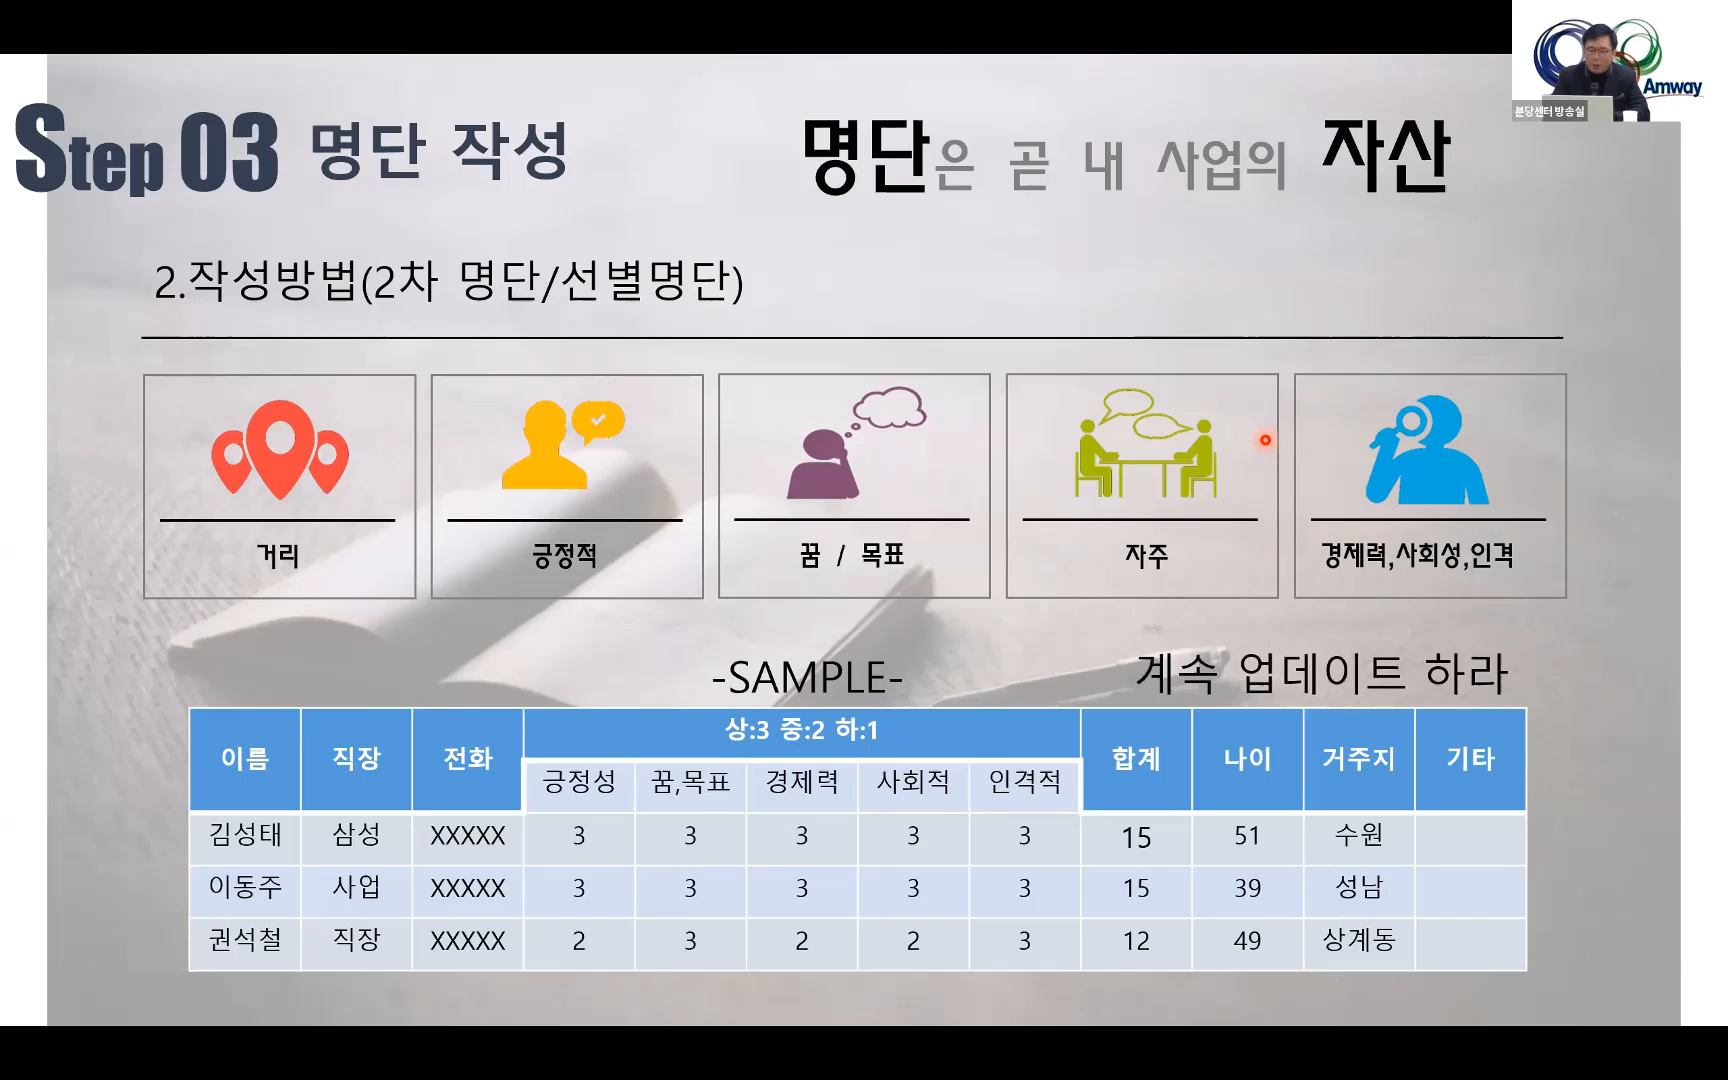 Amway
분당센터 방송실
Step 03 명단 작성
명단은 곧 내 사업의 자산
2.작성방법(2차 명단/선별명단)
거리
긍정적
꿈 / 목표
자주
경제력,사회성,인격
-SAMPLE-
계속 업데이트 하라
이름 직장 전화 상:3 중:2 하:1 합계 나이 거주지 기타
긍정성 꿈,목표 경제력 사회적 인격적
김성태 삼성 XXXXX 3 3 3 3 3 15 51 수원
이동주 사업 XXXXX 3 3 3 3 3 15 39 성남
권석철 직장 XXXXX 2 3 2 2 3 12 49 상계동